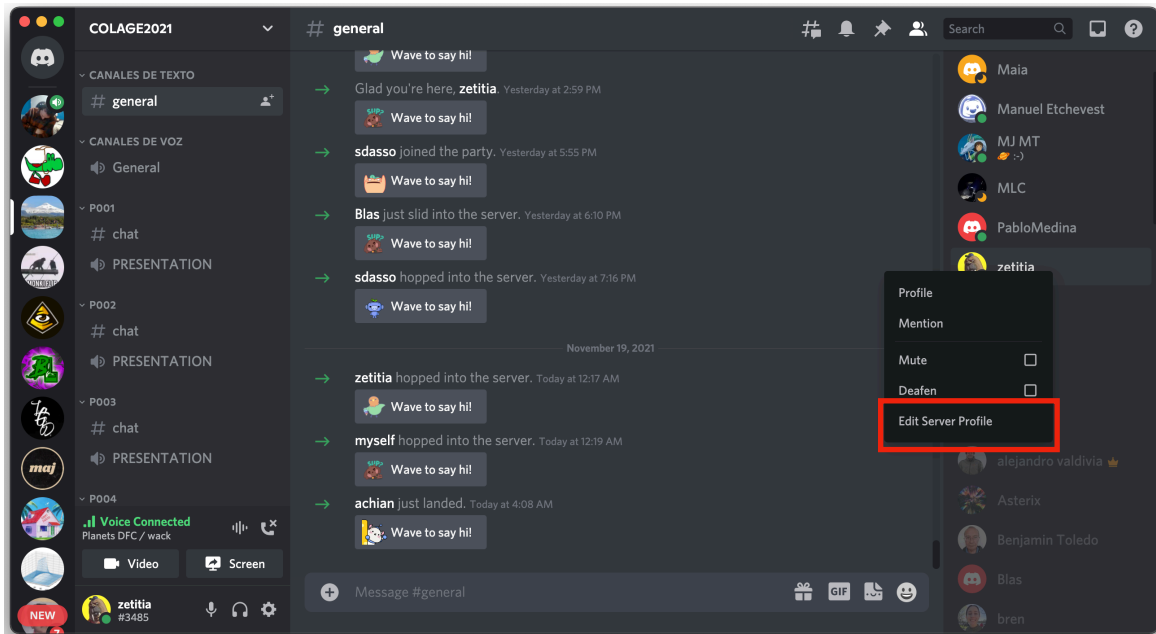 COLAGE2021
general
Search
CANALES DE TEXTO
general
CANALES DE VOZ
General
P001
chat
PRESENTATION
P002
chat
PRESENTATION
P003
chat
PRESENTATION
P004
Voice Connected
Planets DFC / wack
Video
Screen
zetitia
#3485
maj
NEW
Wave to say hi!
Glad you're here, zetitia. Yesterday at 2:59 PM
Wave to say hi!
sdasso joined the party. Yesterday at 5:55 PM
Wave to say hi!
Blas just slid into the server. Yesterday at 6:10 PM
Wave to say hi!
sdasso hopped into the server. Yesterday at 7:16 PM
Wave to say hi!
November 19, 2021
zetitia hopped into the server. Today at 12:17 AM
Wave to say hi!
myself hopped into the server. Today at 12:19 AM
Wave to say hi!
achian just landed. Today at 4:08 AM
Wave to say hi!
Message #general
GIF
Maia
Manuel Etchevest
MJ MT
:-)
MLC
PabloMedina
zetitia
Profile
Mention
Mute
Deafen
Edit Server Profile
alejandro valdivia
Asterix
Benjamin Toledo
Blas
bren